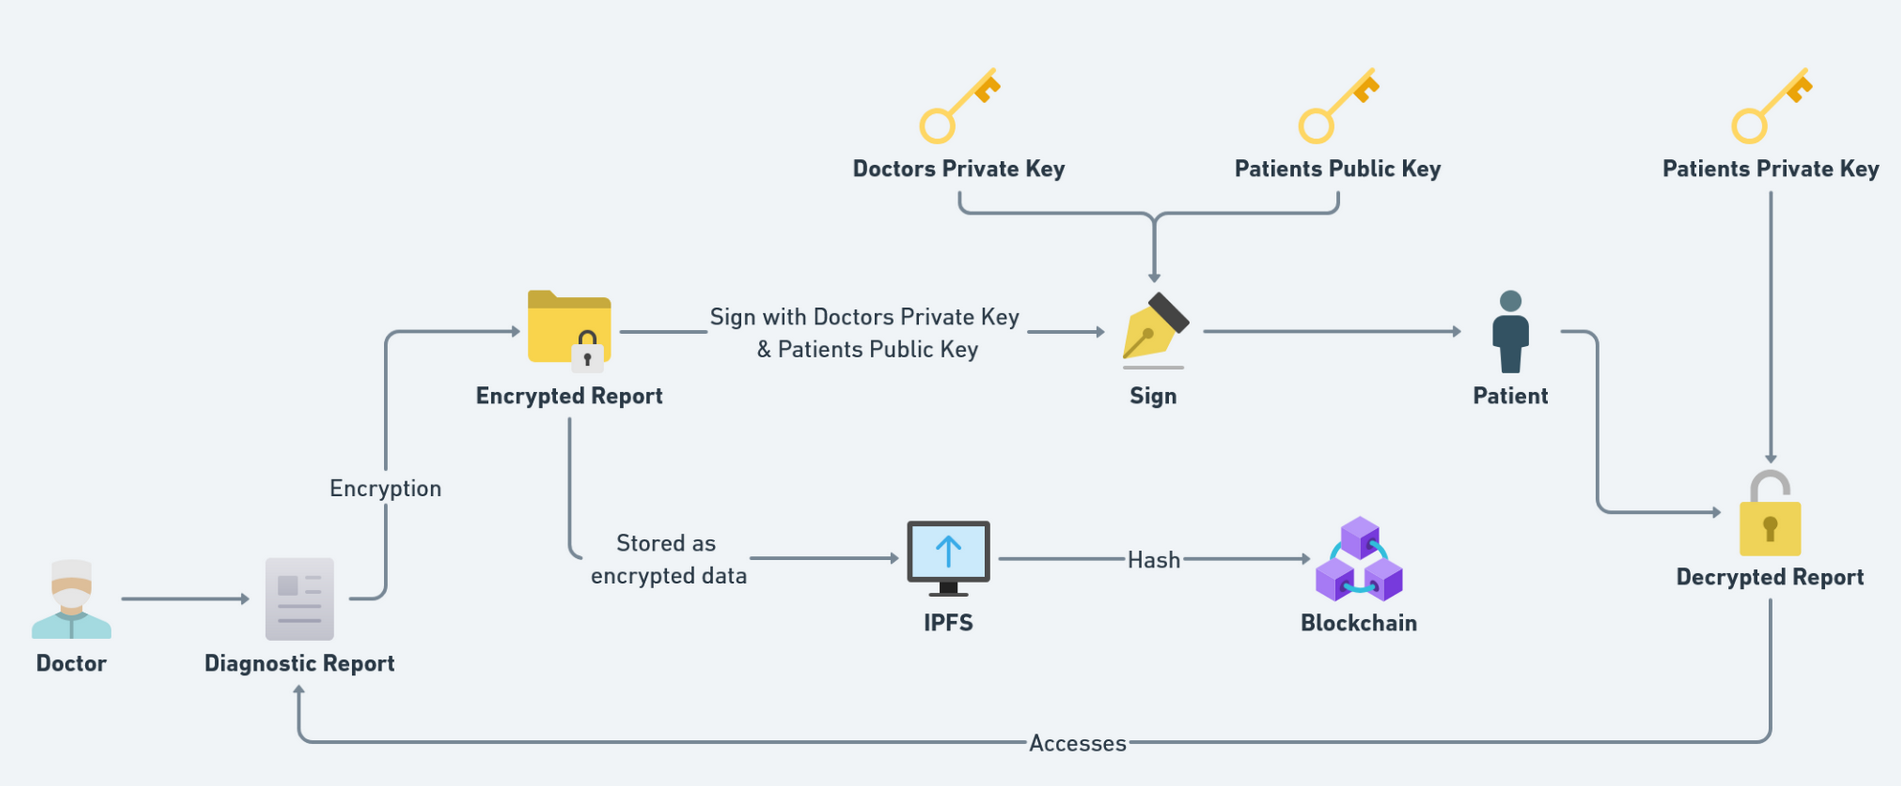 Doctors Private Key
Patients Public Key
Patients Private Key
Sign with Doctors Private Key
& Patients Public Key
Encrypted Report
Sign
Patient
Encryption
Stored as
encrypted data
Hash
Decrypted Report
IPFS
Blockchain
Doctor
Diagnostic Report
Accesses